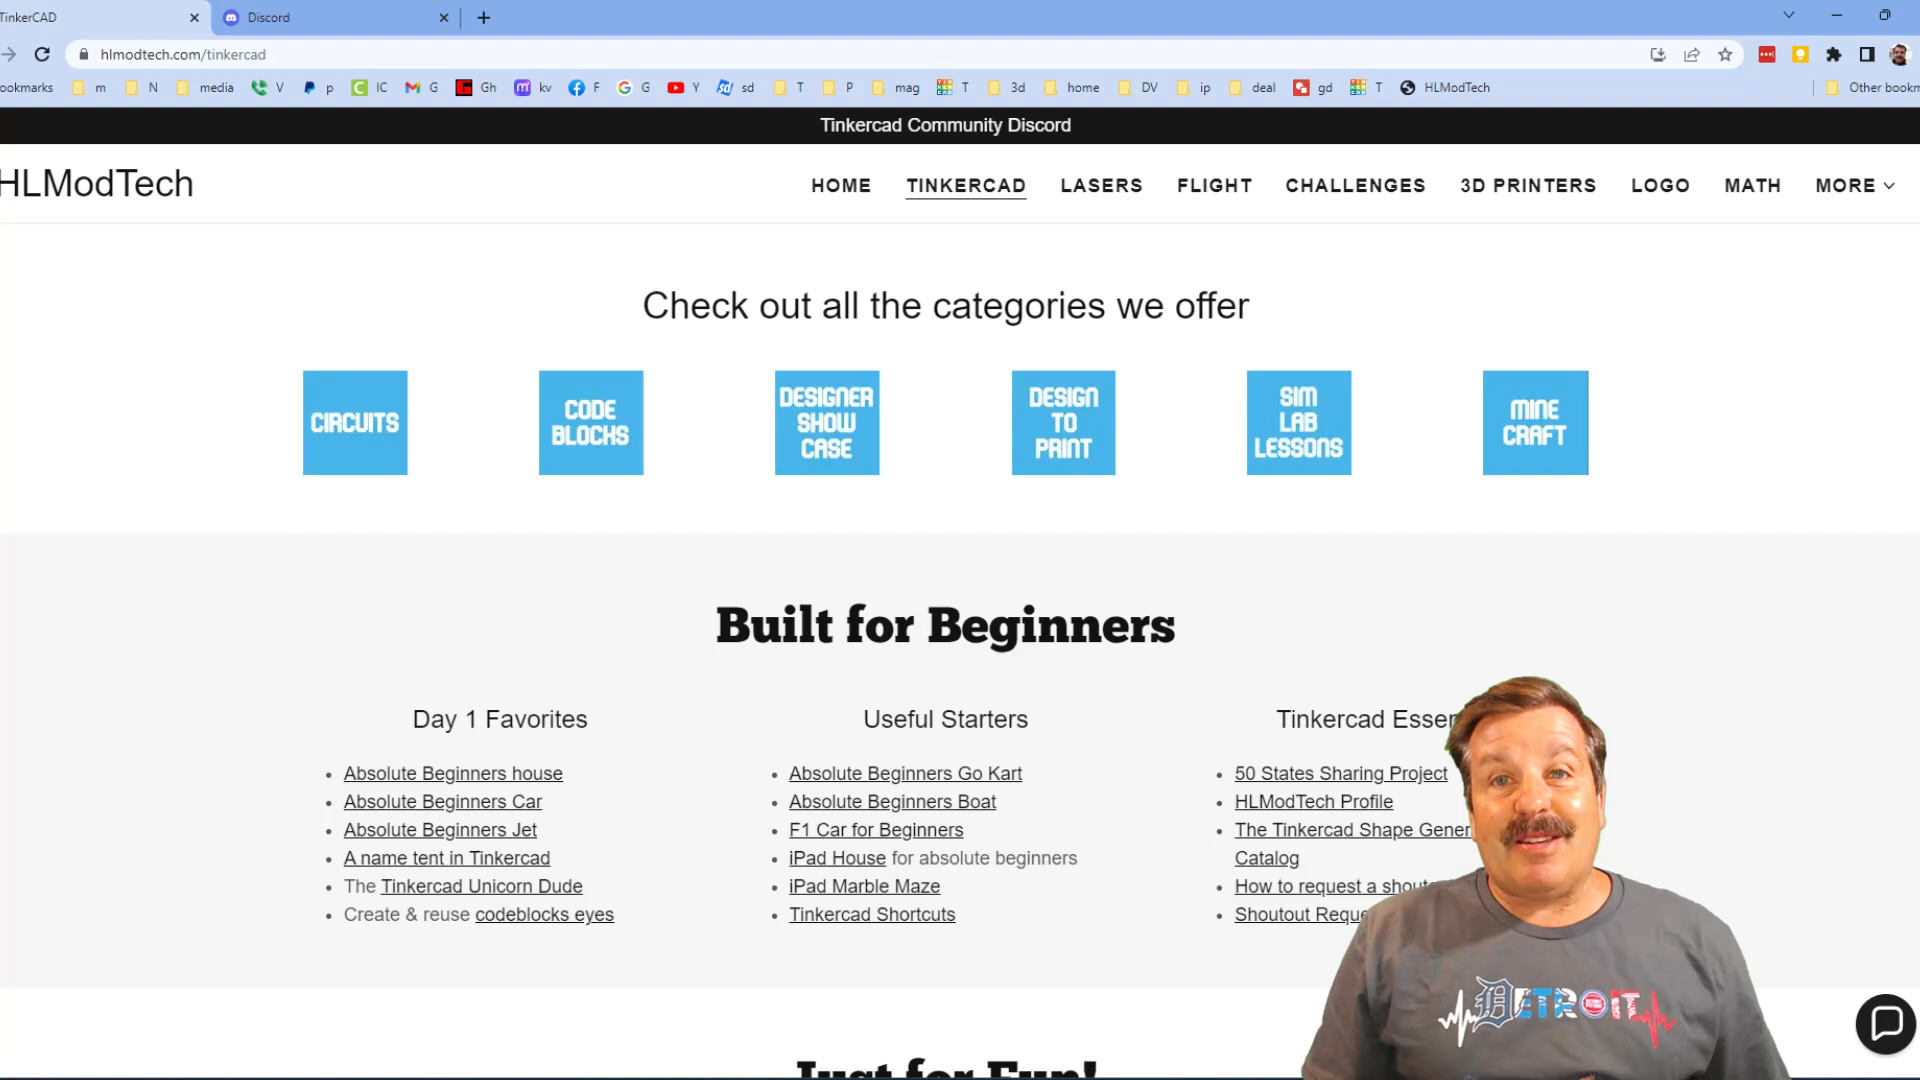 TinkerCAD
Discord
hlmodtech.com/tinkercad
ookmarks m N media V p IC G Gh kv F G Y sd T P mag T 3d home DV ip deal gd T HLModTech Other bookm
Tinkercad Community Discord
HLModTech
HOME TINKERCAD LASERS FLIGHT CHALLENGES 3D PRINTERS LOGO MATH MORE
Check out all the categories we offer
CIRCUITS
CODE
BLOCKS
DESIGNER
SHOW
CASE
DESIGN
TO
PRINT
SIM
LAB
LESSONS
MINE
CRAFT
Built for Beginners
Day 1 Favorites
Absolute Beginners house
Absolute Beginners Car
Absolute Beginners Jet
A name tent in Tinkercad
The Tinkercad Unicorn Dude
Create & reuse codeblocks eyes
Useful Starters
Absolute Beginners Go Kart
Absolute Beginners Boat
F1 Car for Beginners
iPad House for absolute beginners
iPad Marble Maze
Tinkercad Shortcuts
Tinkercad Essen
50 States Sharing Project
HLModTech Profile
The Tinkercad Shape Gener
Catalog
How to request a shout
Shoutout Reque
DETROIT
Just for Fun!